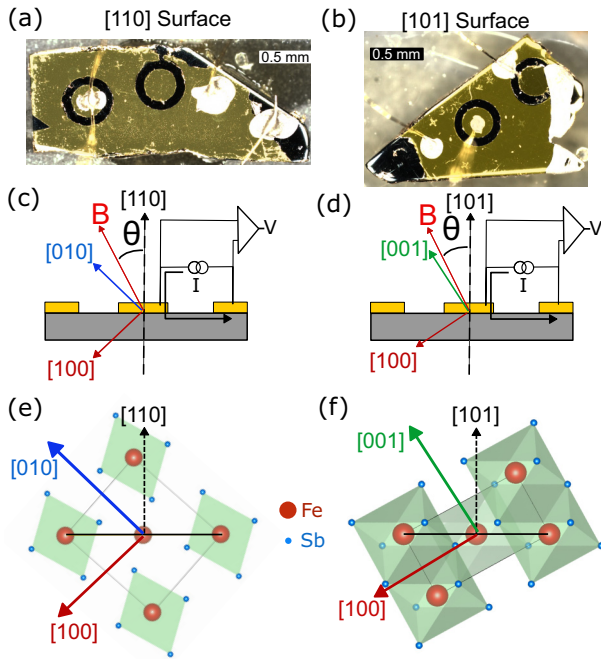 (a) [110] Surface
0.5 mm
(b) [101] Surface
0.5 mm
(c) [110]
B θ
[010]
V
I
[100]
(d) [101]
B θ
[001]
V
I
[100]
(e) [110]
[010]
[100]
Fe
Sb
(f) [101]
[001]
[100]